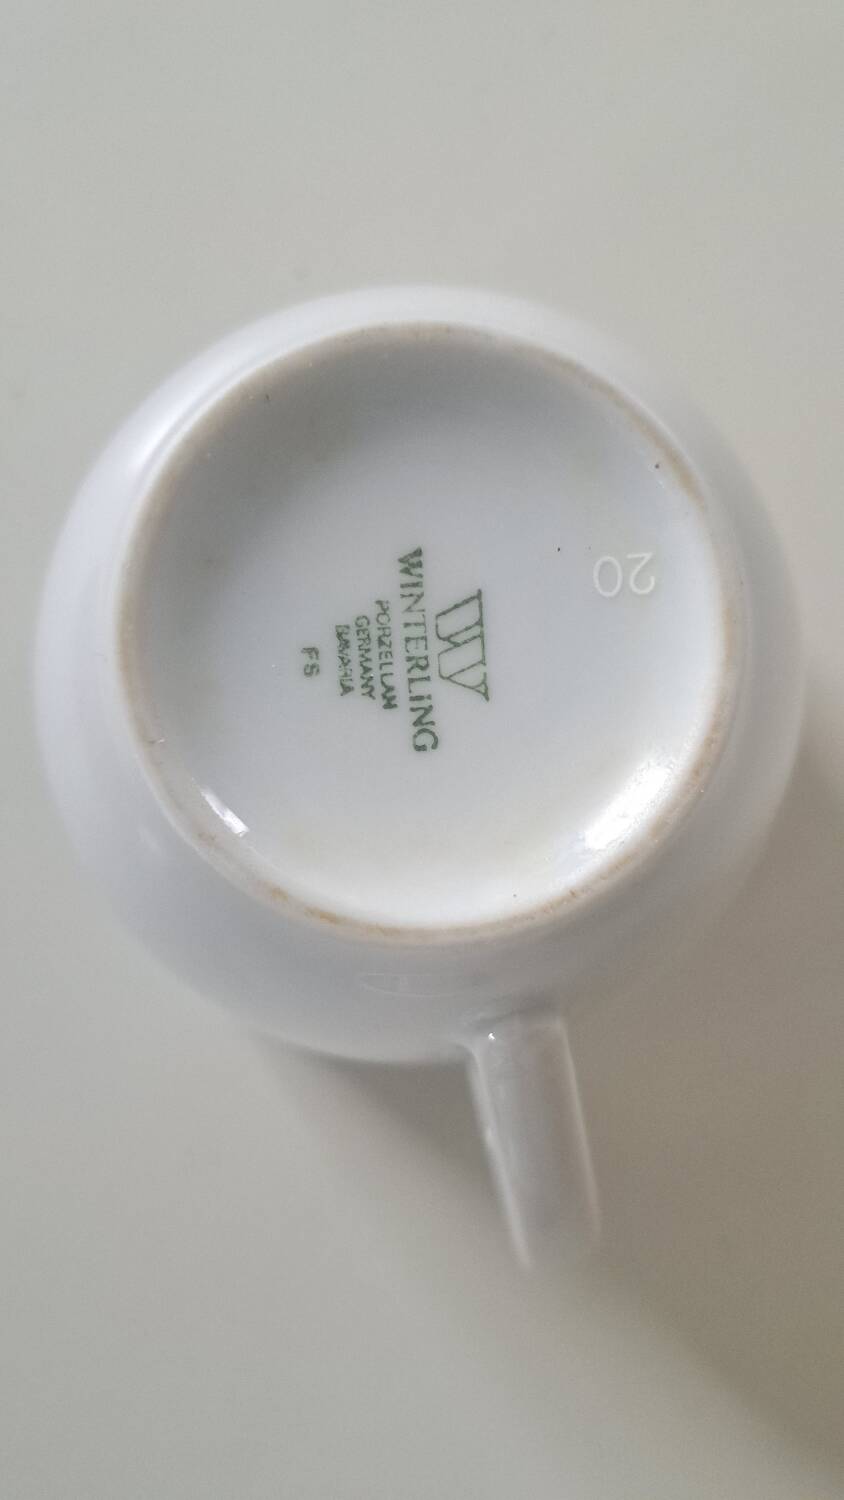 W
WINTERLING
PORZELLAN
GERMANY
BAVARIA
FS
20